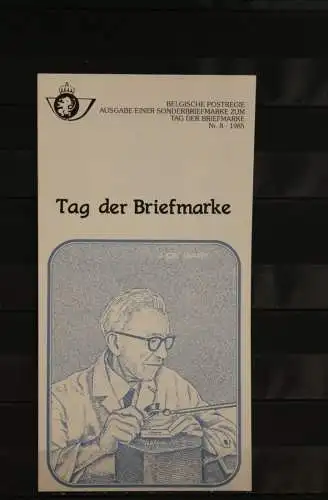 BELGISCHE POSTREGIE
AUSGABE EINER SONDERBRIEFMARKE ZUM
TAG DER BRIEFMARKE
Nr. 8 - 1985
Tag der Briefmarke